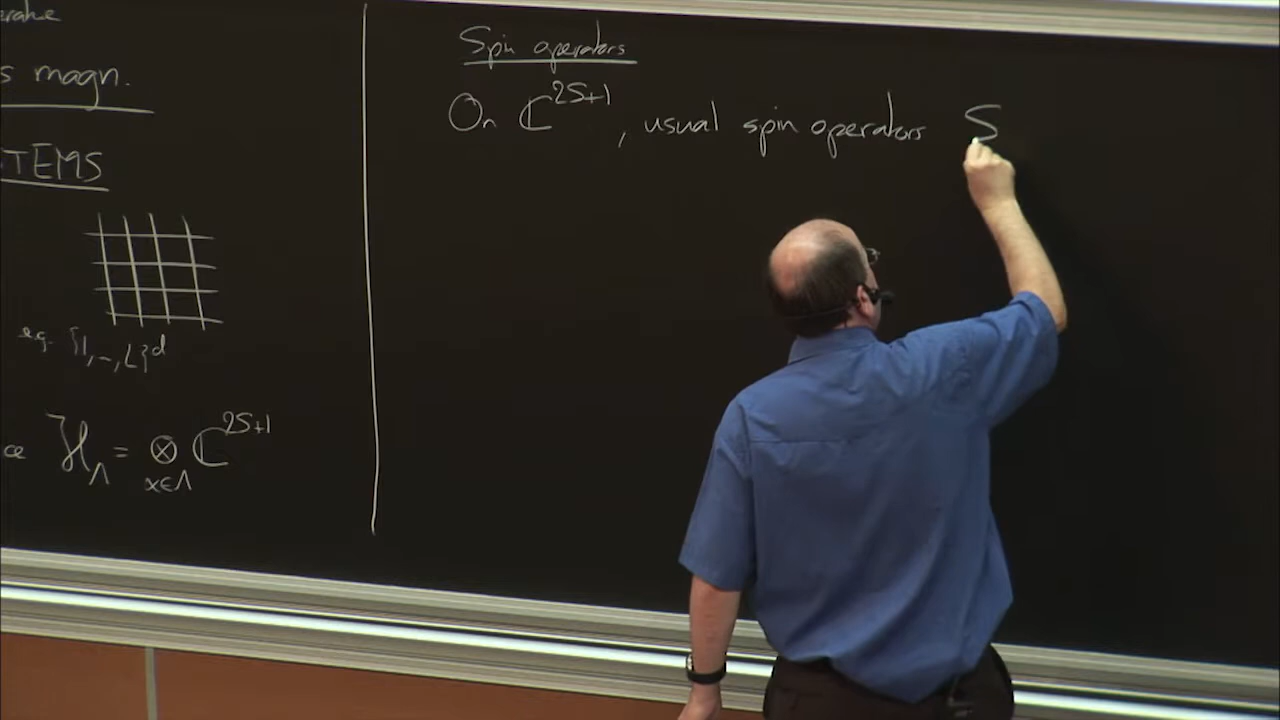 s magn.
TEMS
e.g. {1,..,L}^d
ℋ_Λ = ⊗_{x∈Λ} ℂ^{2S+1}
Spin operators
On ℂ^{2S+1}, usual spin operators S